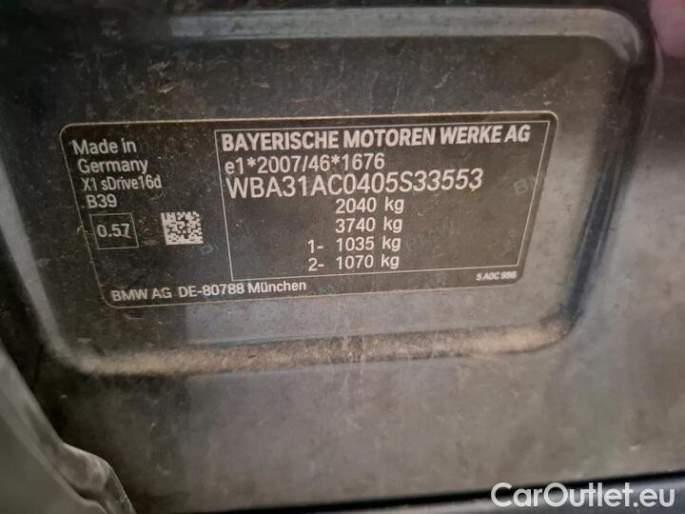 Made in
Germany
X1 sDrive16d
B39
0.57
BAYERISCHE MOTOREN WERKE AG
e1*2007/46*1676
WBA31AC0405S33553
2040 kg
3740 kg
1- 1035 kg
2- 1070 kg
BMW AG DE-80788 München
CarOutlet.eu